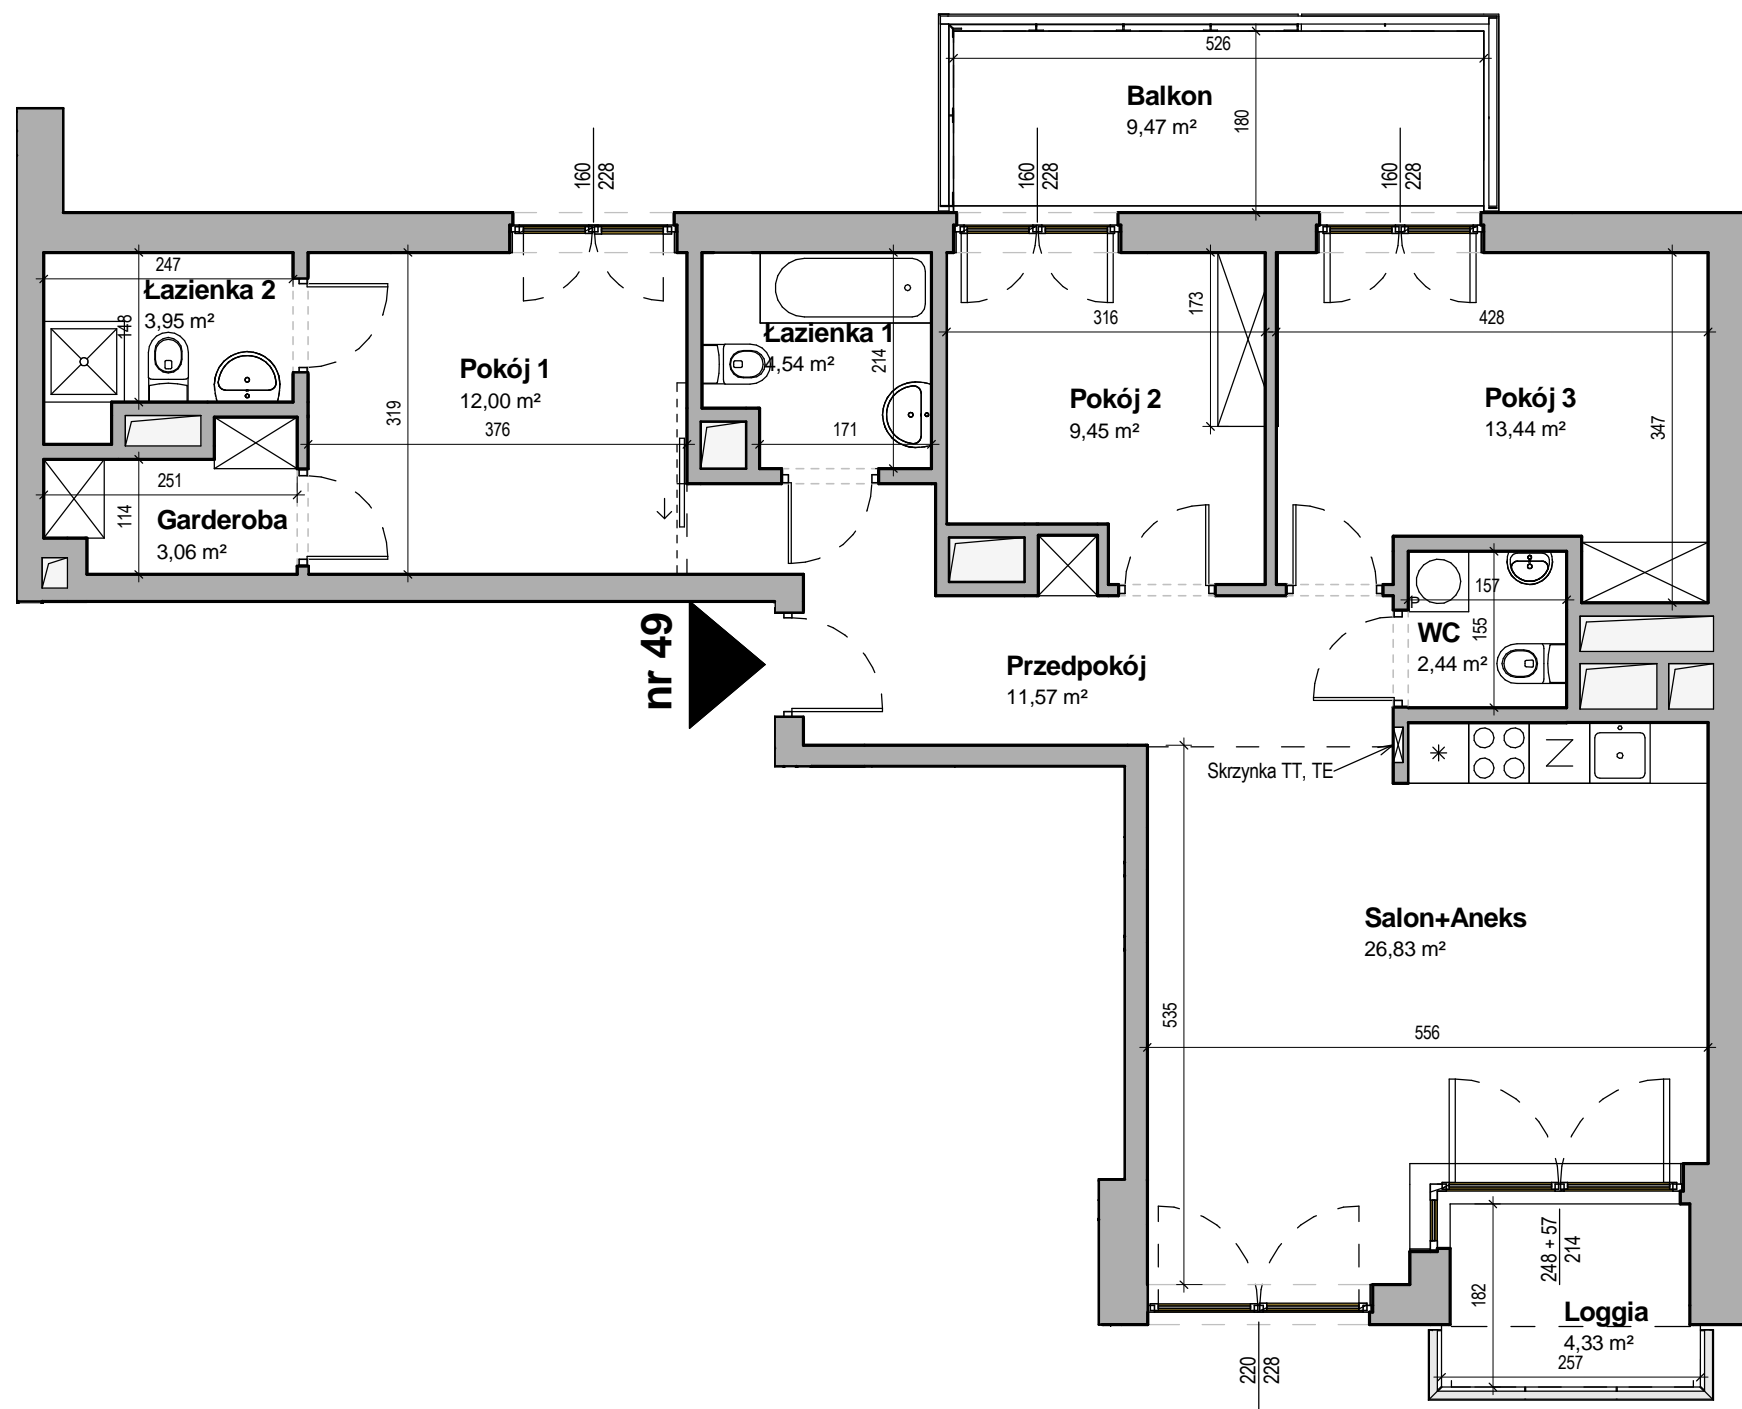 526
Balkon
9,47 m²
180
160
228
160
228
160
228
247
Łazienka 2
3,95 m²
148
Pokój 1
12,00 m²
319
376
Łazienka 1
4,54 m²
214
171
316
173
Pokój 2
9,45 m²
428
Pokój 3
13,44 m²
347
251
114
Garderoba
3,06 m²
nr 49
Przedpokój
11,57 m²
157
155
WC
2,44 m²
P
Skrzynka TT, TE
Salon+Aneks
26,83 m²
535
556
248 + 57
214
182
Loggia
4,33 m²
257
220
228